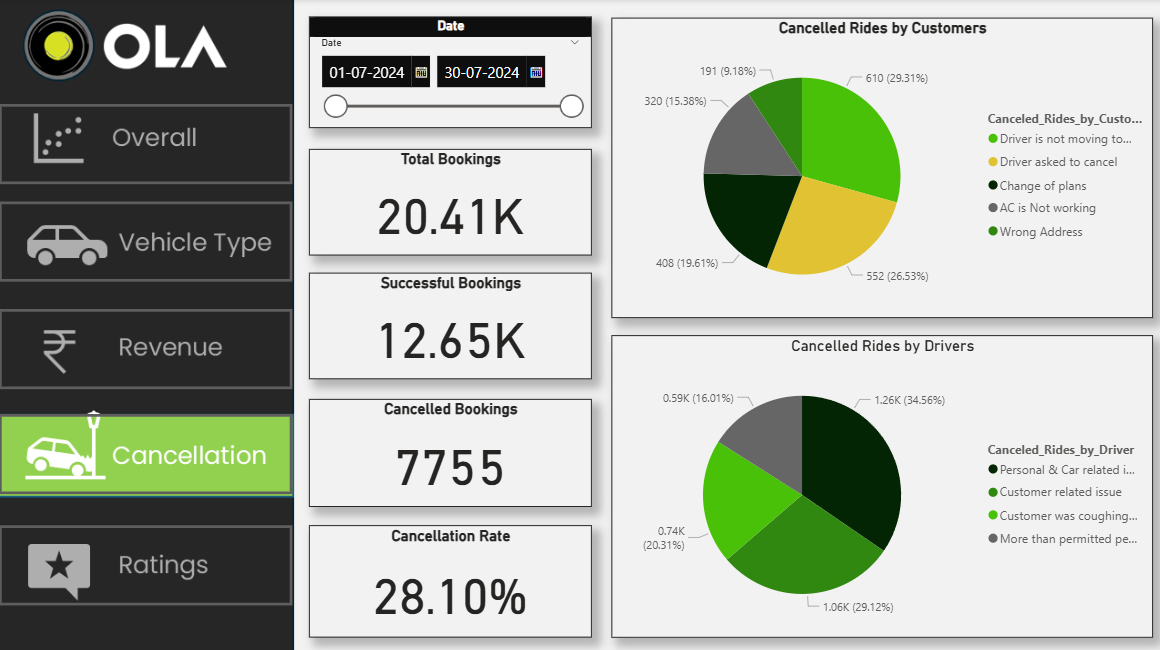 OLA
Overall
Vehicle Type
Revenue
Cancellation
Ratings
Date
Date
01-07-2024
30-07-2024
Total Bookings
20.41K
Successful Bookings
12.65K
Cancelled Bookings
7755
Cancellation Rate
28.10%
Cancelled Rides by Customers
191 (9.18%)
610 (29.31%)
320 (15.38%)
408 (19.61%)
552 (26.53%)
Canceled_Rides_by_Custo...
Driver is not moving to...
Driver asked to cancel
Change of plans
AC is Not working
Wrong Address
Cancelled Rides by Drivers
0.59K (16.01%)
1.26K (34.56%)
0.74K
(20.31%)
1.06K (29.12%)
Canceled_Rides_by_Driver
Personal & Car related i...
Customer related issue
Customer was coughing...
More than permitted pe...